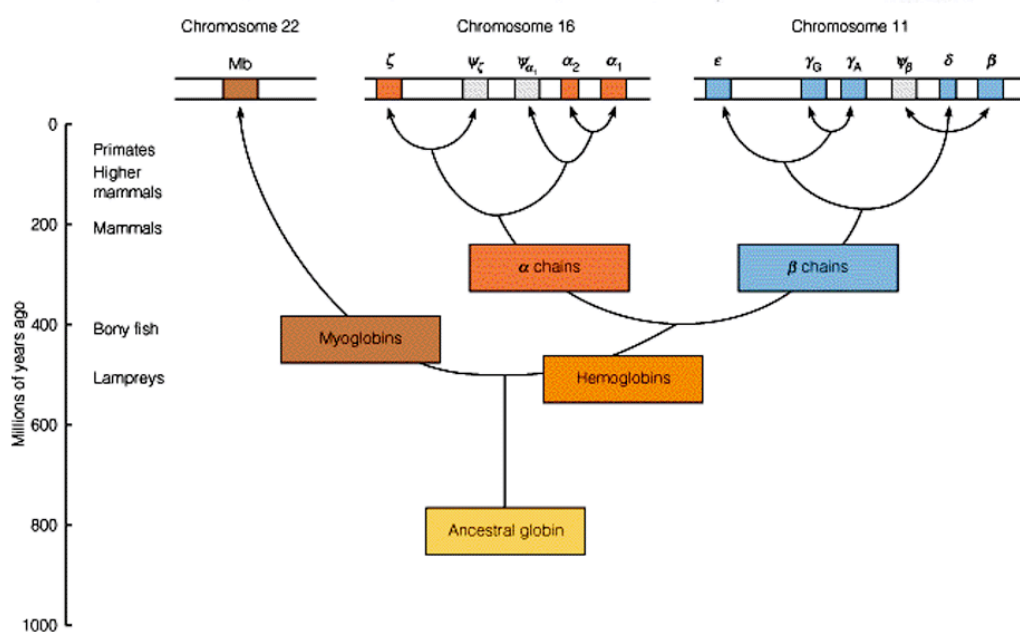 Chromosome 22 Chromosome 16 Chromosome 11
Mb ζ ψζ ψα1 α2 α1 ε γG γA ψβ δ β
0
Primates
Higher
mammals
200
Mammals
α chains β chains
400
Bony fish
Myoglobins
Lampreys
Hemoglobins
600
800
Ancestral globin
1000
Millions of years ago